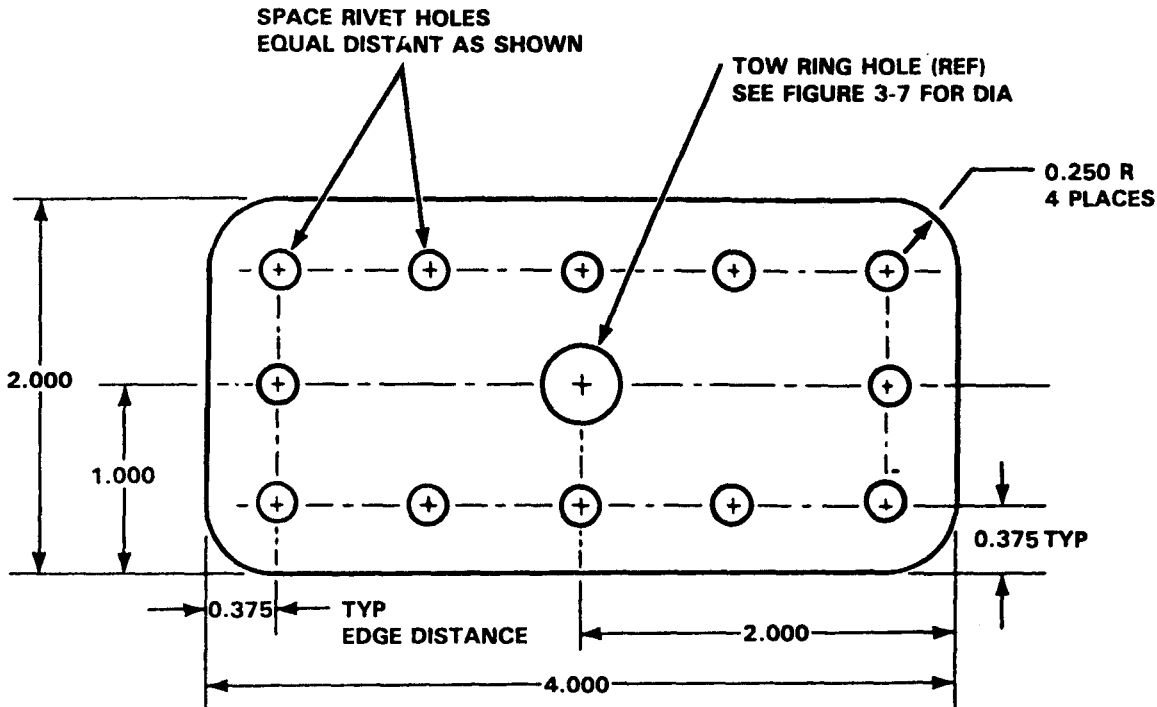 SPACE RIVET HOLES
EQUAL DISTANT AS SHOWN
TOW RING HOLE (REF)
SEE FIGURE 3-7 FOR DIA
0.250 R
4 PLACES
2.000
1.000
0.375 TYP
0.375
TYP
EDGE DISTANCE
2.000
4.000